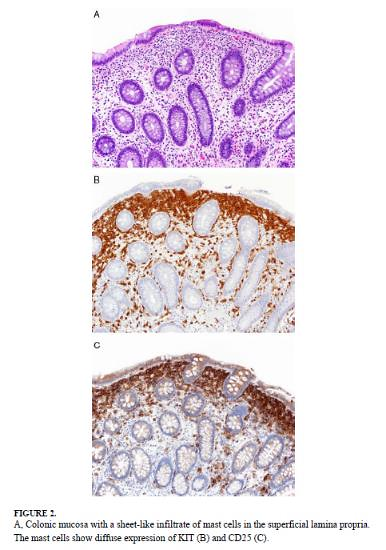 A
B
C
FIGURE 2.
A, Colonic mucosa with a sheet-like infiltrate of mast cells in the superficial lamina propria.
The mast cells show diffuse expression of KIT (B) and CD25 (C).